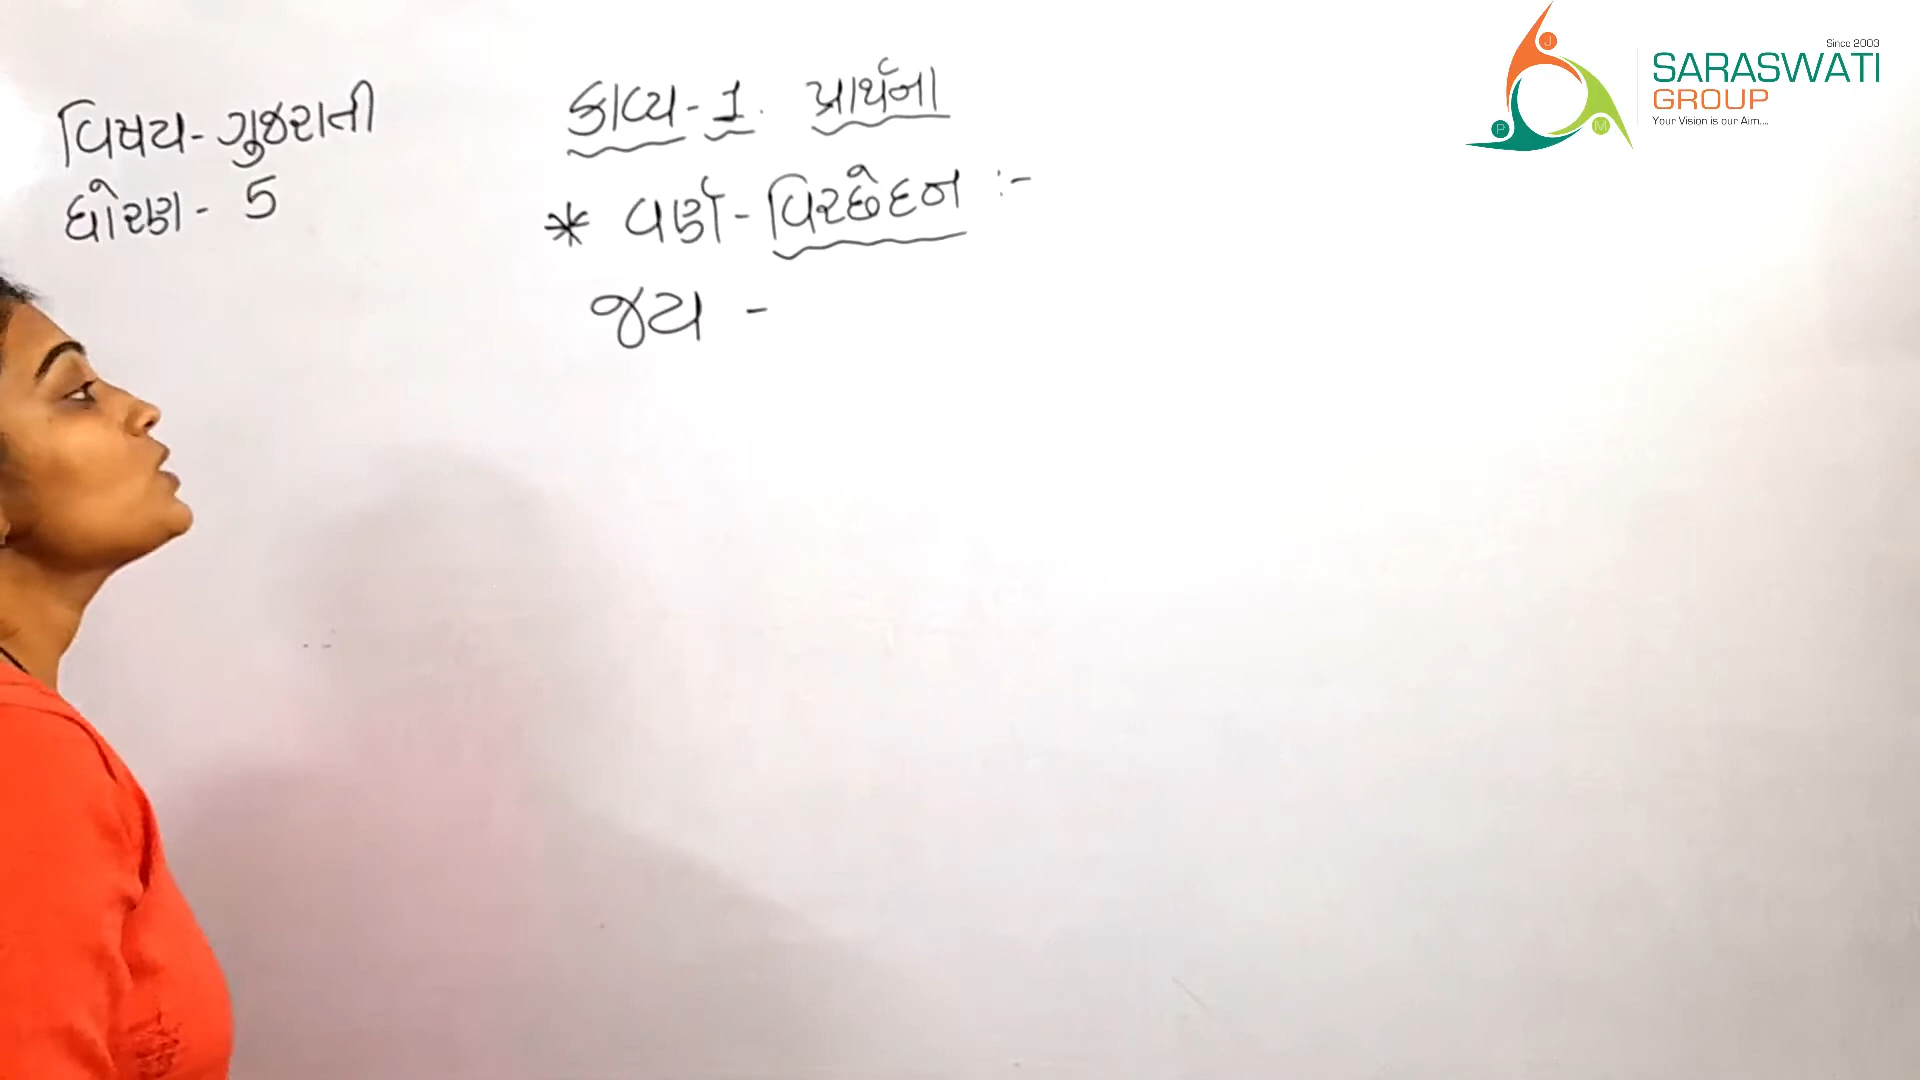 વિષય - ગુજરાતી
ધોરણ - 5
કાવ્ય - 1. પ્રાર્થના
* વર્ણ - વિચ્છેદન :-
જય -
Since 2003
SARASWATI
GROUP
Your Vision is our Aim....
J
P
M